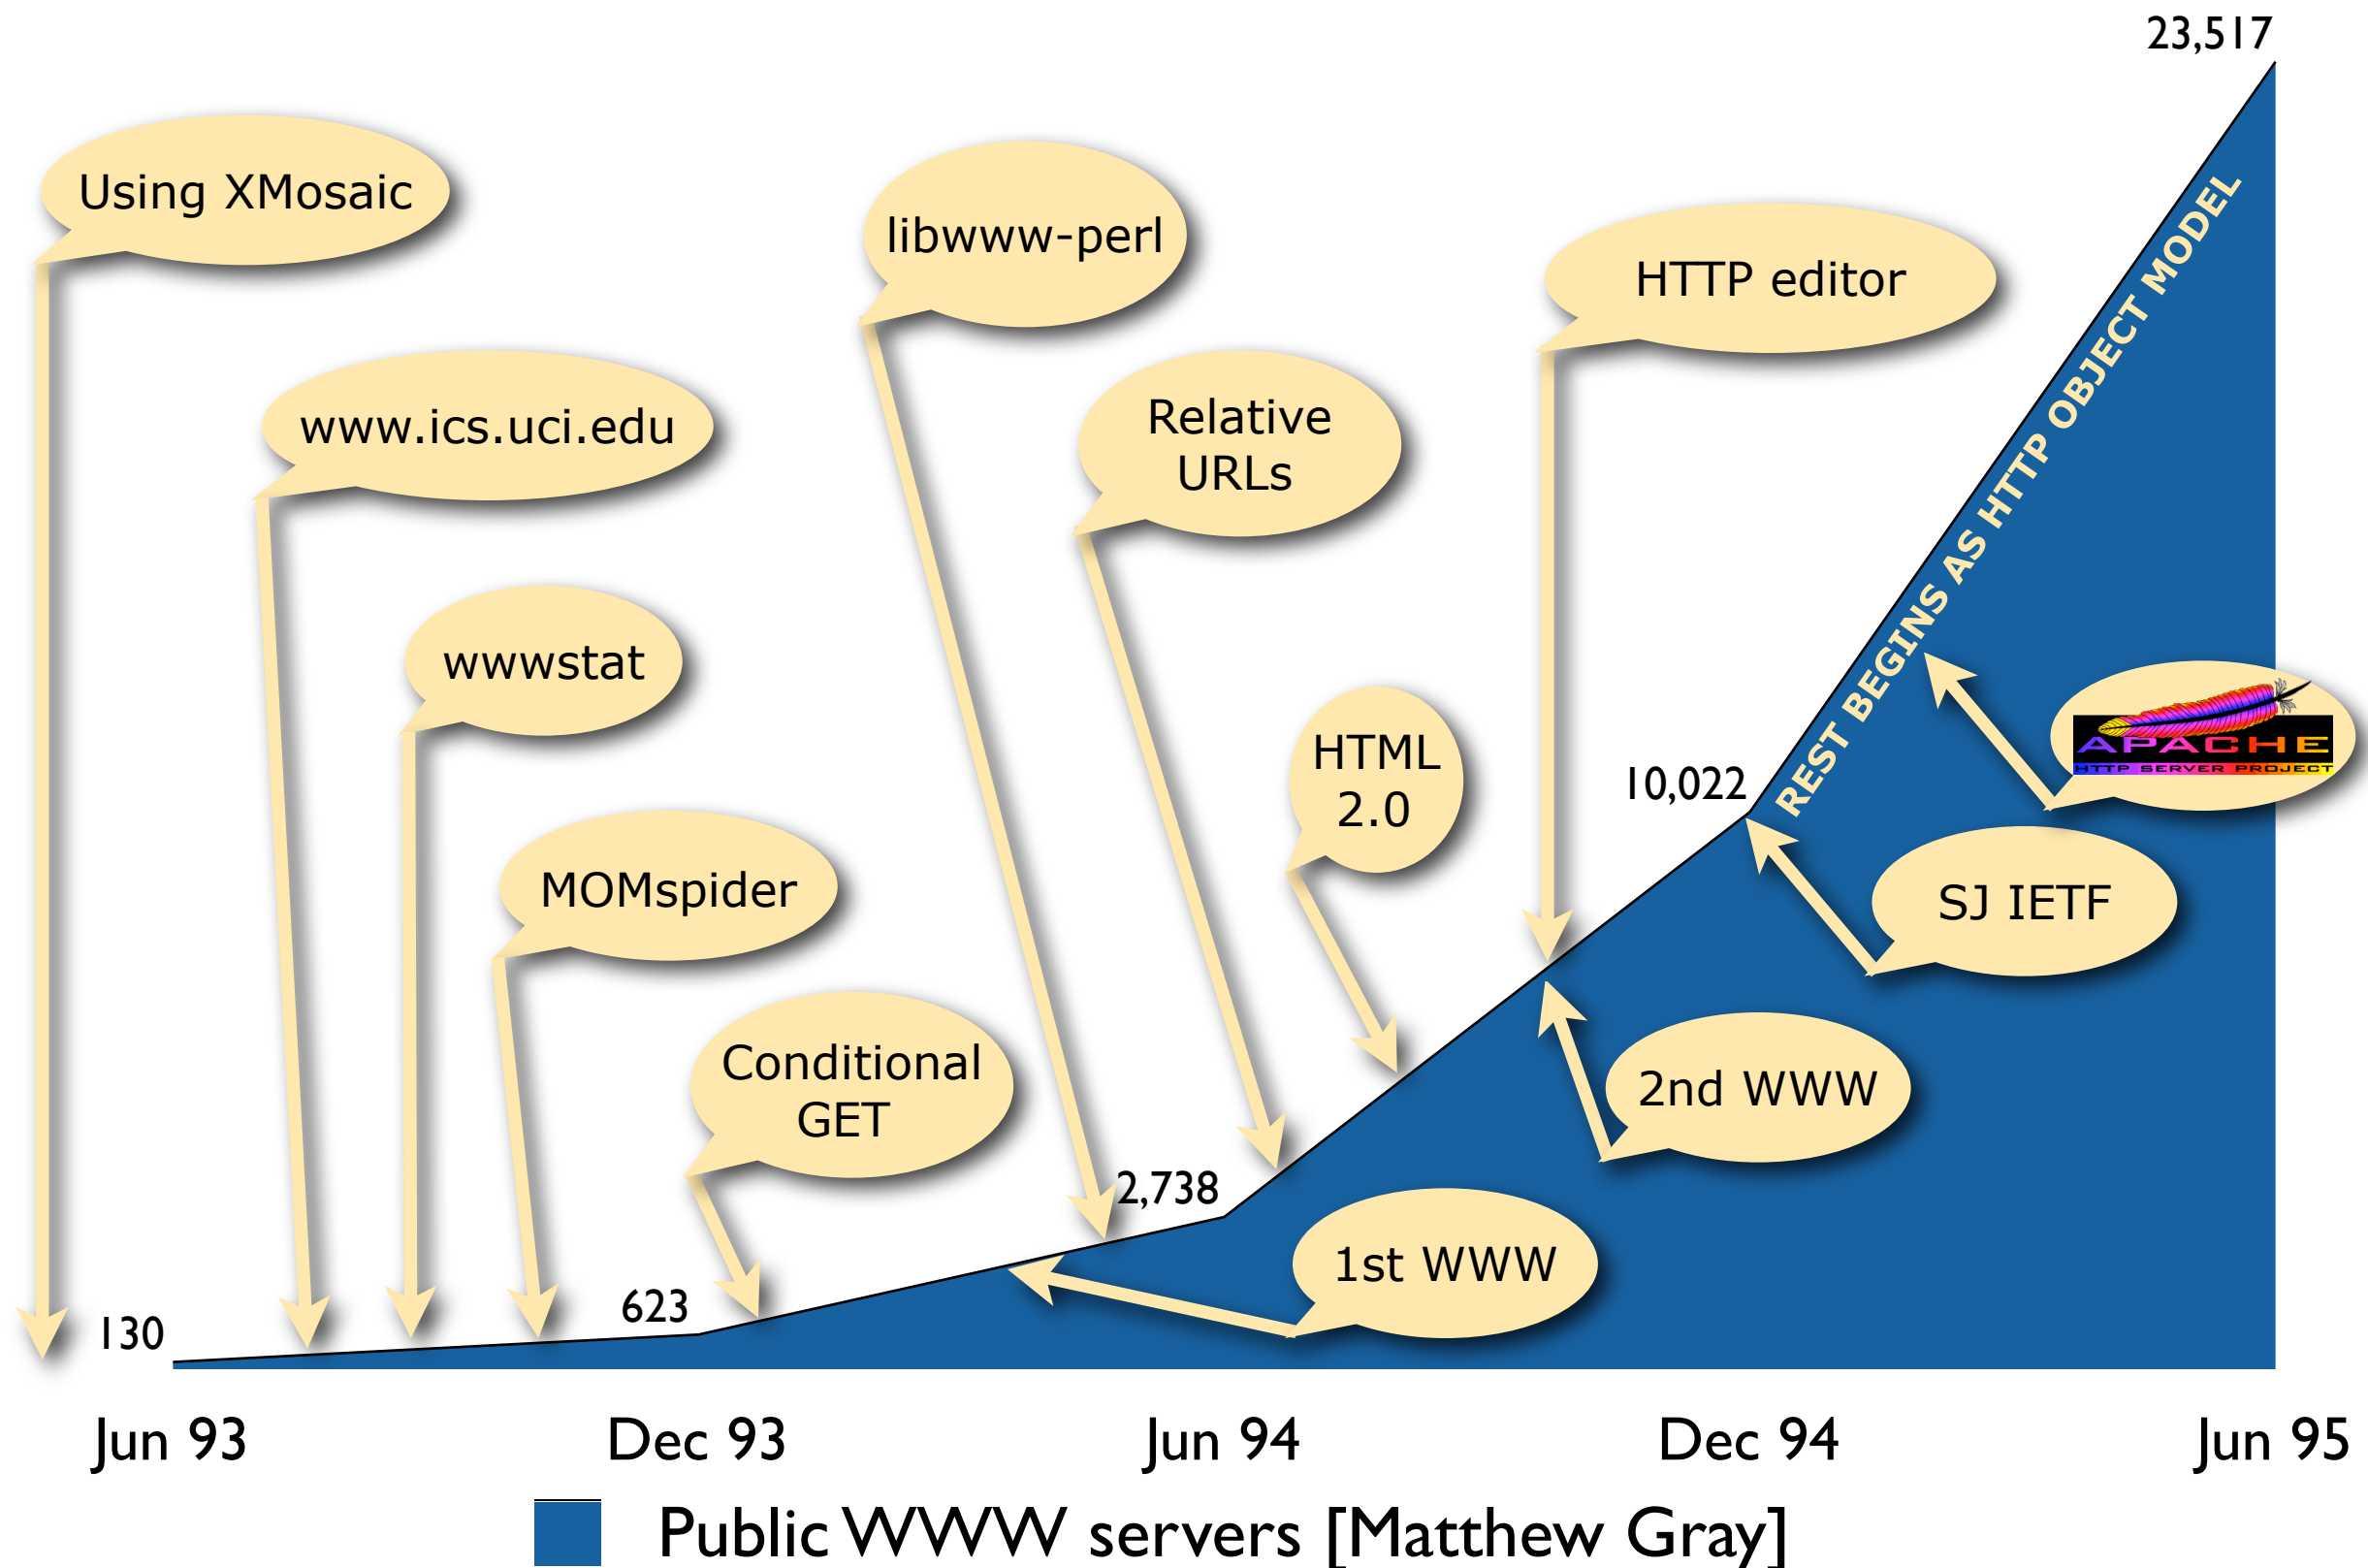 23,517
Using XMosaic
libwww-perl
HTTP editor
REST BEGINS AS HTTP OBJECT MODEL
www.ics.uci.edu
Relative
URLs
wwwstat
APACHE
HTTP SERVER PROJECT
HTML
2.0
10,022
MOMspider
SJ IETF
Conditional
GET
2nd WWW
2,738
1st WWW
623
130
Jun 93
Dec 93
Jun 94
Dec 94
Jun 95
Public WWW servers [Matthew Gray]